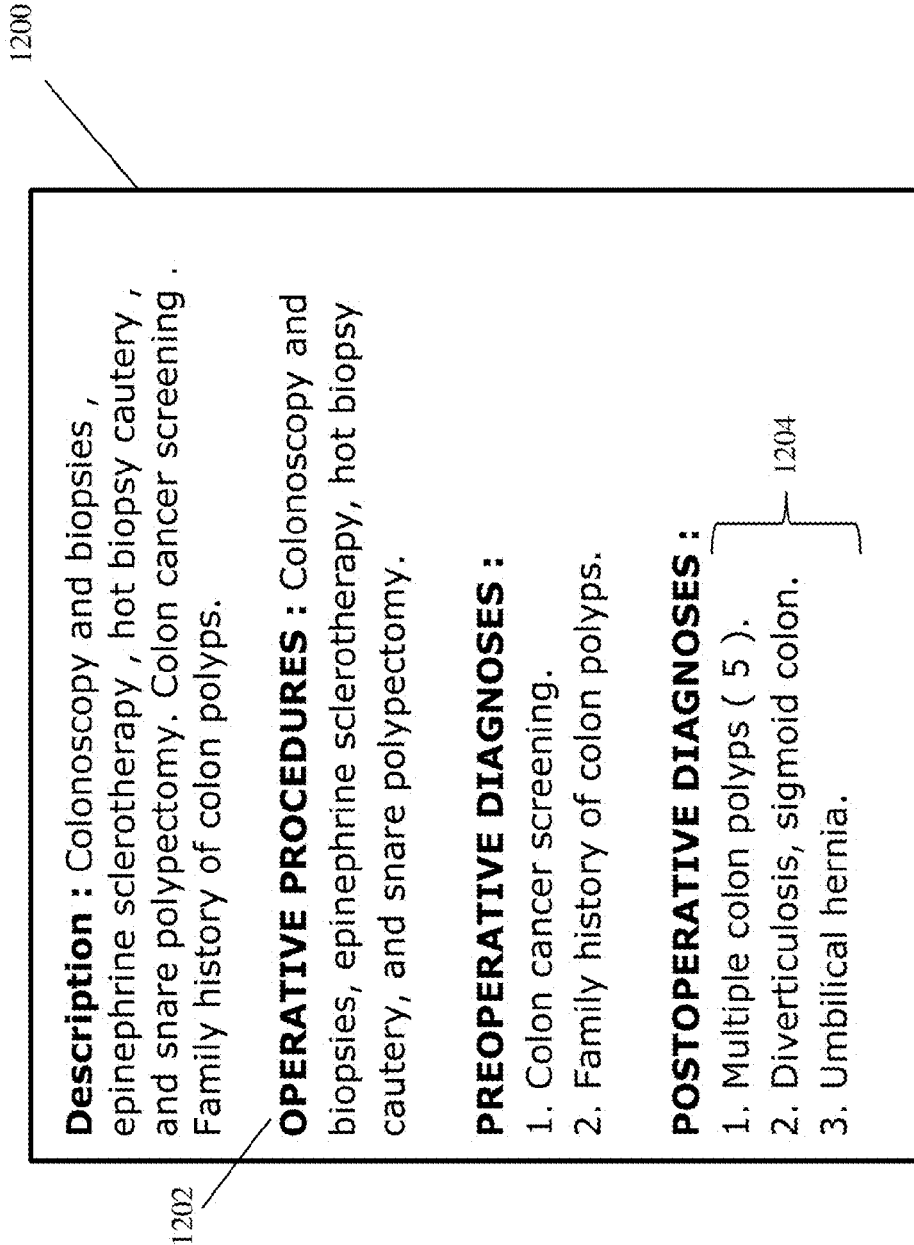 1200
Description : Colonoscopy and biopsies ,
epinephrine sclerotherapy , hot biopsy cautery ,
and snare polypectomy. Colon cancer screening .
Family history of colon polyps.
1202
OPERATIVE PROCEDURES : Colonoscopy and
biopsies, epinephrine sclerotherapy, hot biopsy
cautery, and snare polypectomy.
PREOPERATIVE DIAGNOSES :
1. Colon cancer screening.
2. Family history of colon polyps.
POSTOPERATIVE DIAGNOSES :
1. Multiple colon polyps ( 5 ).
2. Diverticulosis, sigmoid colon.
3. Umbilical hernia.
1204